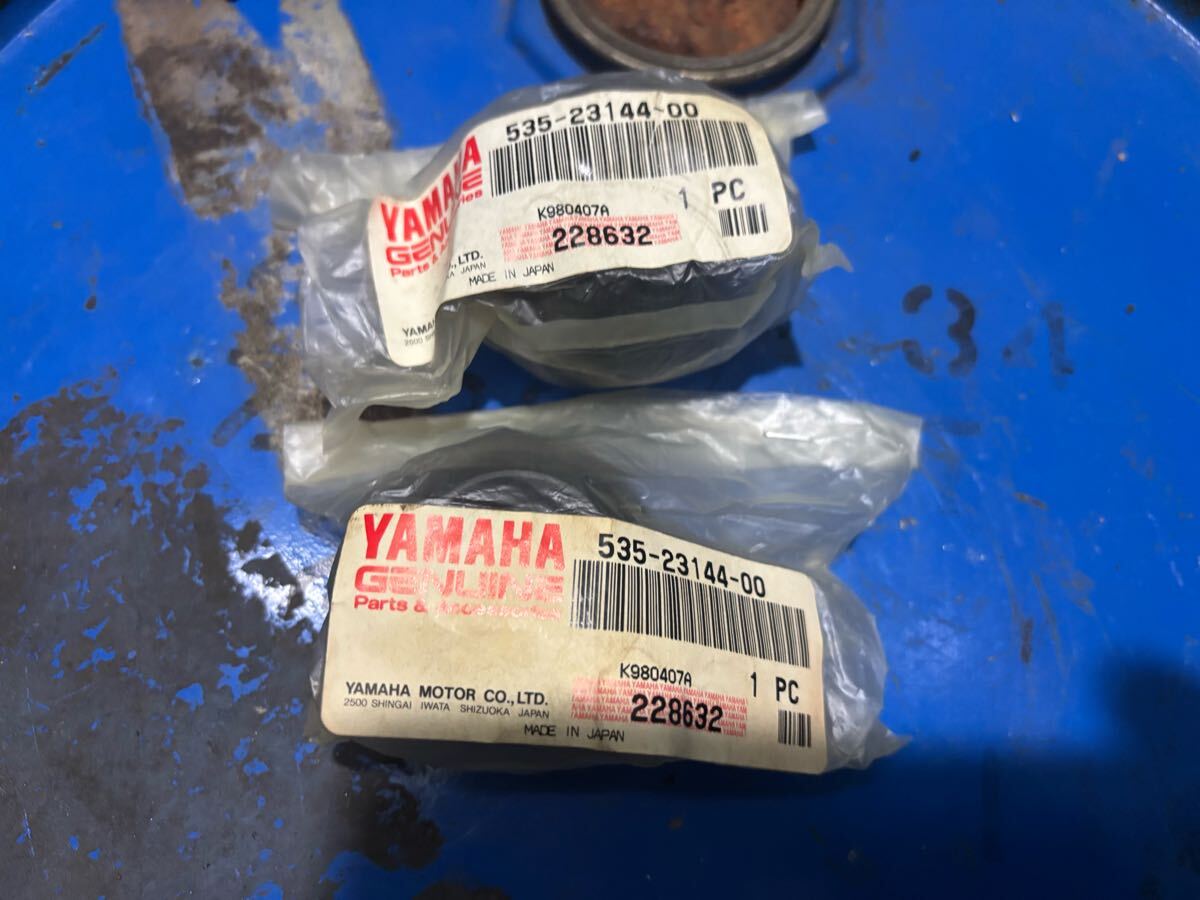 535-23144-00
YAMAHA
GENUINE
1 PC
K980407A
228632
MADE IN JAPAN
YAMAHA
GENUINE
Parts & Accessories
535-23144-00
K980407A
1 PC
YAMAHA MOTOR CO.,LTD.
2500 SHINGAI IWATA SHIZUOKA JAPAN
228632
MADE IN JAPAN